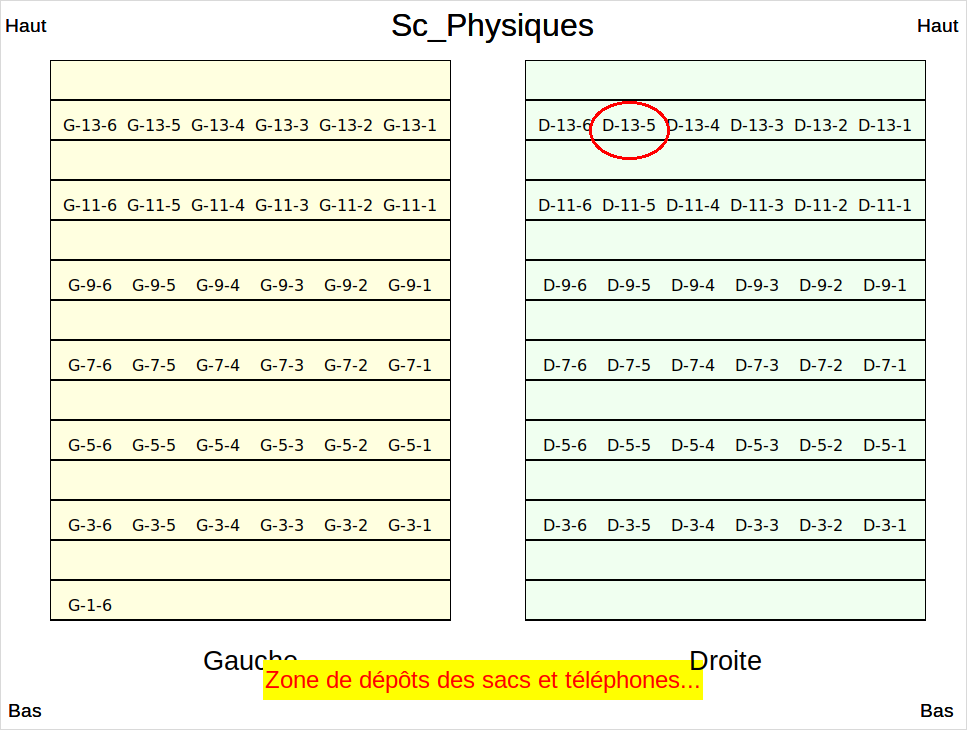 Haut Sc_Physiques Haut
G-13-6 G-13-5 G-13-4 G-13-3 G-13-2 G-13-1 D-13-6 D-13-5 D-13-4 D-13-3 D-13-2 D-13-1
G-11-6 G-11-5 G-11-4 G-11-3 G-11-2 G-11-1 D-11-6 D-11-5 D-11-4 D-11-3 D-11-2 D-11-1
G-9-6 G-9-5 G-9-4 G-9-3 G-9-2 G-9-1 D-9-6 D-9-5 D-9-4 D-9-3 D-9-2 D-9-1
G-7-6 G-7-5 G-7-4 G-7-3 G-7-2 G-7-1 D-7-6 D-7-5 D-7-4 D-7-3 D-7-2 D-7-1
G-5-6 G-5-5 G-5-4 G-5-3 G-5-2 G-5-1 D-5-6 D-5-5 D-5-4 D-5-3 D-5-2 D-5-1
G-3-6 G-3-5 G-3-4 G-3-3 G-3-2 G-3-1 D-3-6 D-3-5 D-3-4 D-3-3 D-3-2 D-3-1
G-1-6
Gauche Droite
Zone de dépôts des sacs et téléphones...
Bas Bas